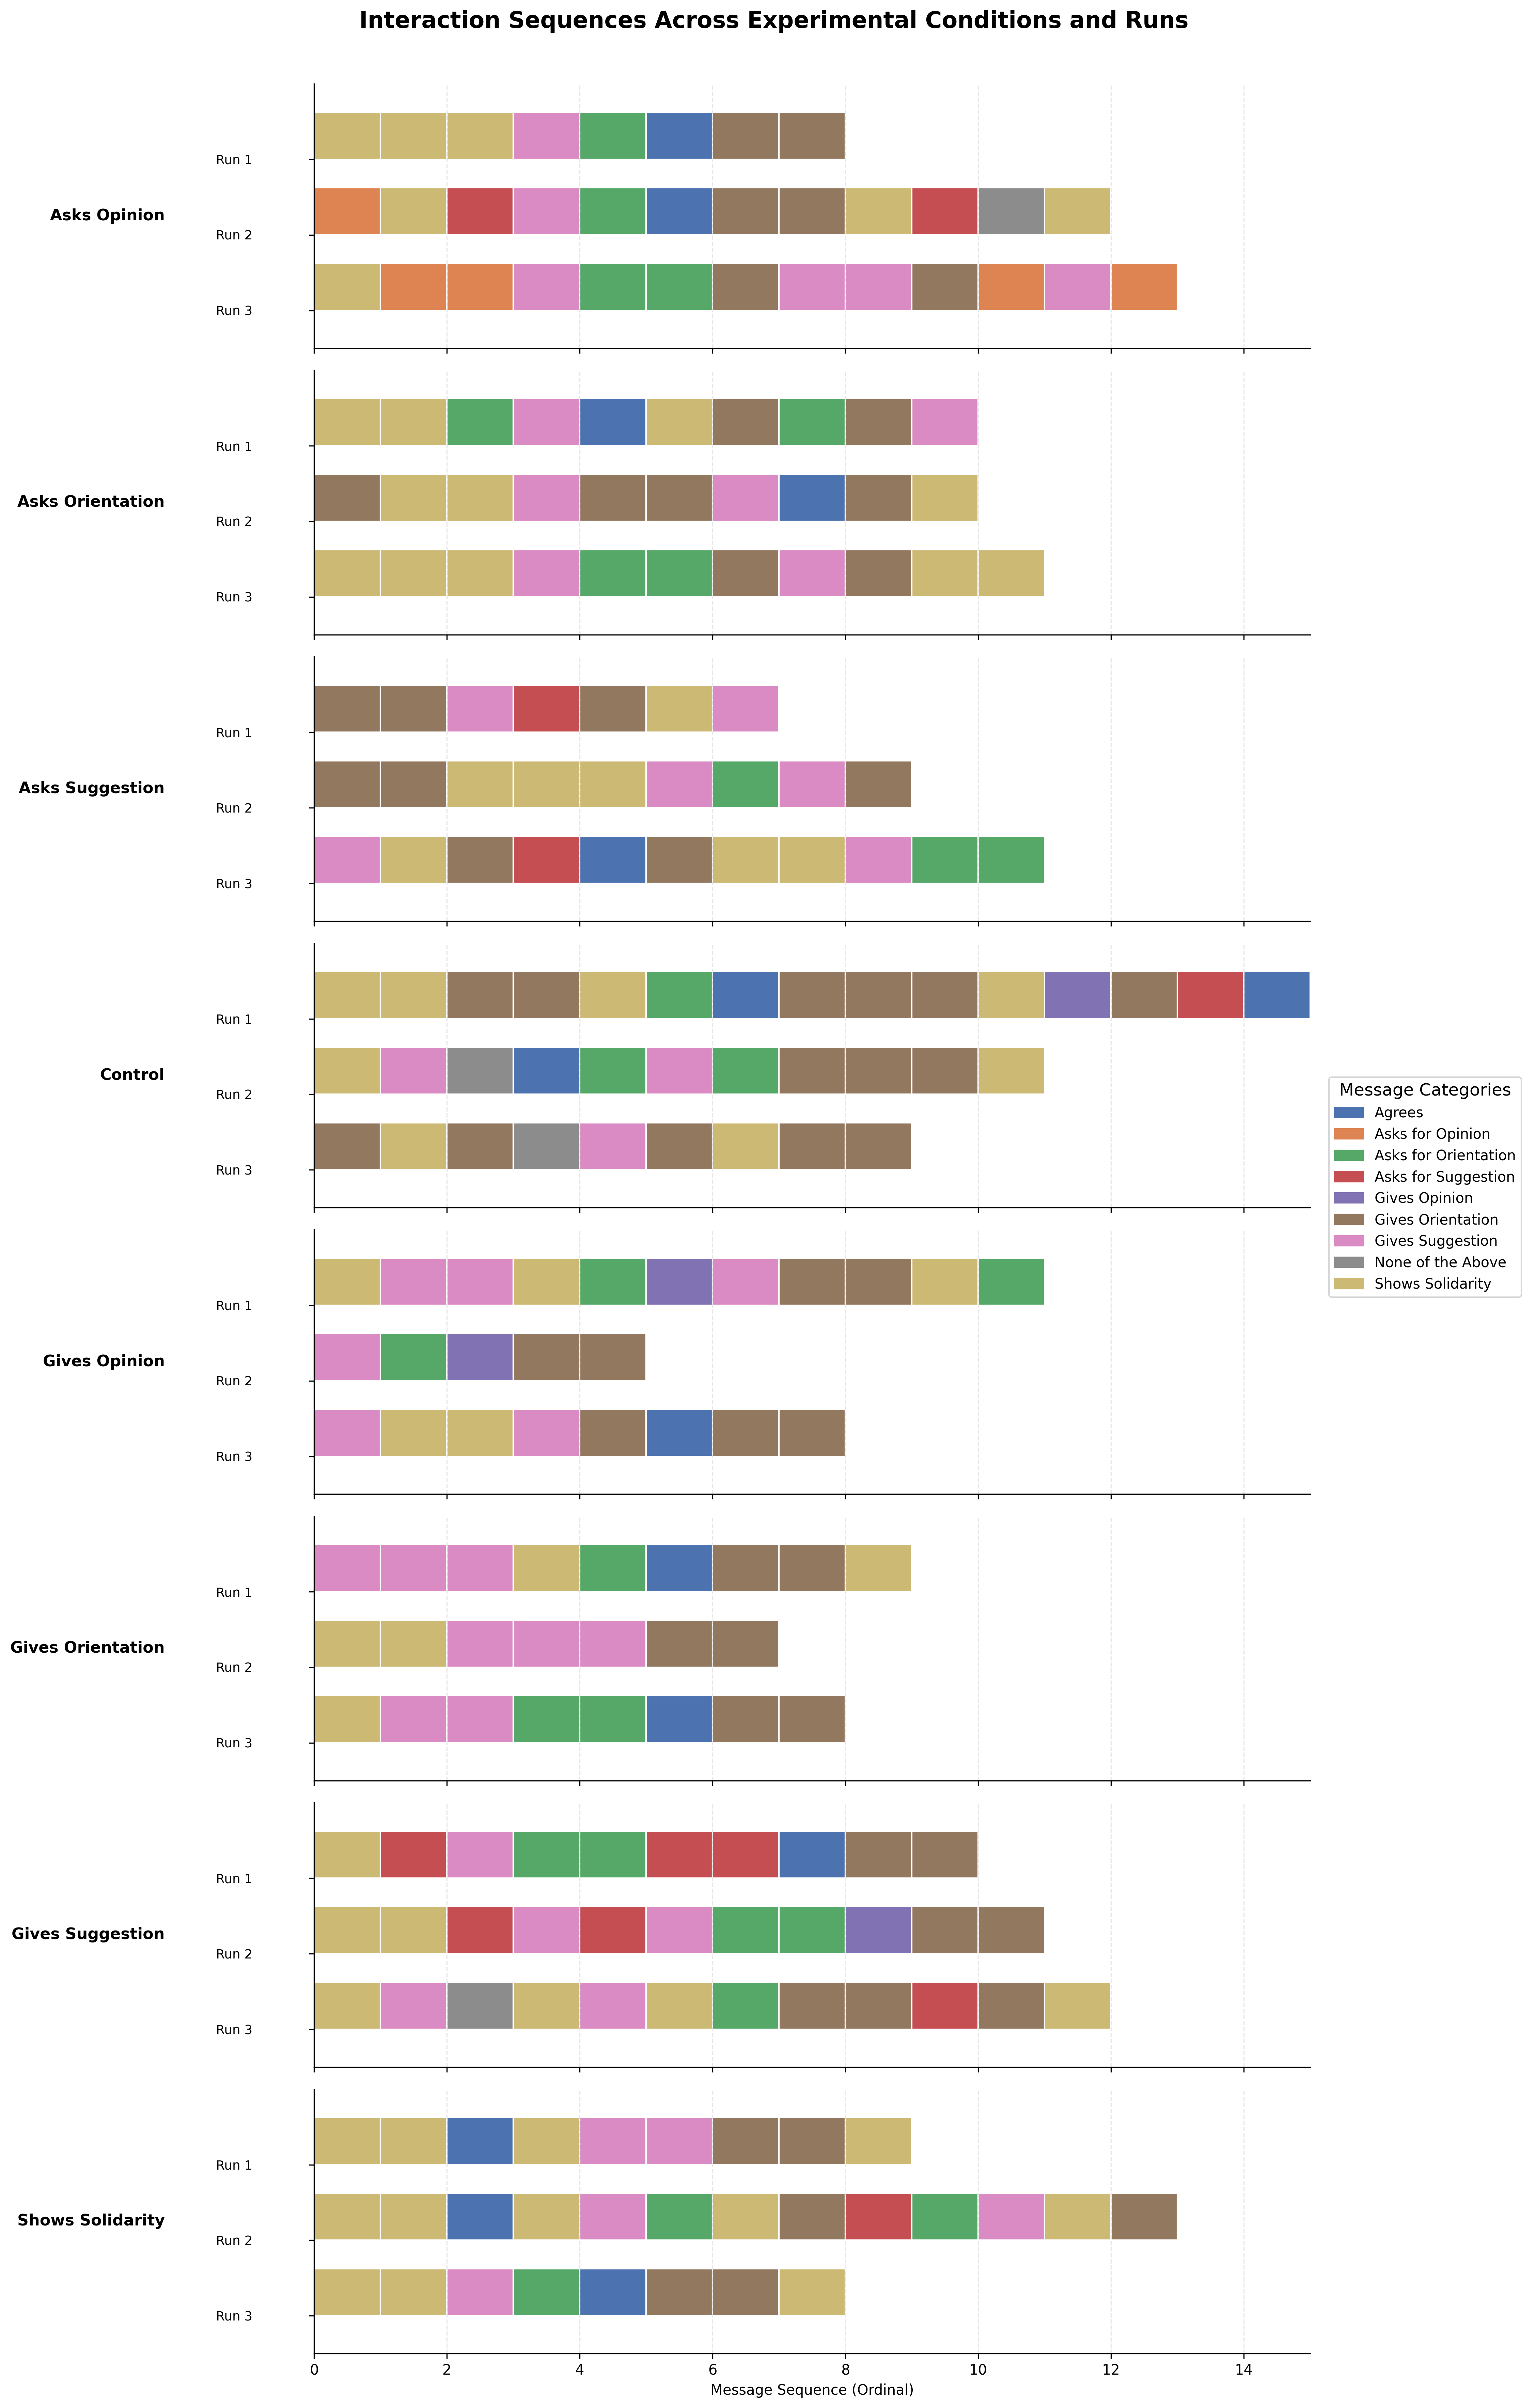 Interaction Sequences Across Experimental Conditions and Runs
Asks Opinion
Run 1
Run 2
Run 3
Asks Orientation
Run 1
Run 2
Run 3
Asks Suggestion
Run 1
Run 2
Run 3
Control
Run 1
Run 2
Run 3
Gives Opinion
Run 1
Run 2
Run 3
Gives Orientation
Run 1
Run 2
Run 3
Gives Suggestion
Run 1
Run 2
Run 3
Shows Solidarity
Run 1
Run 2
Run 3
0 2 4 6 8 10 12 14
Message Sequence (Ordinal)
Message Categories
Agrees
Asks for Opinion
Asks for Orientation
Asks for Suggestion
Gives Opinion
Gives Orientation
Gives Suggestion
None of the Above
Shows Solidarity